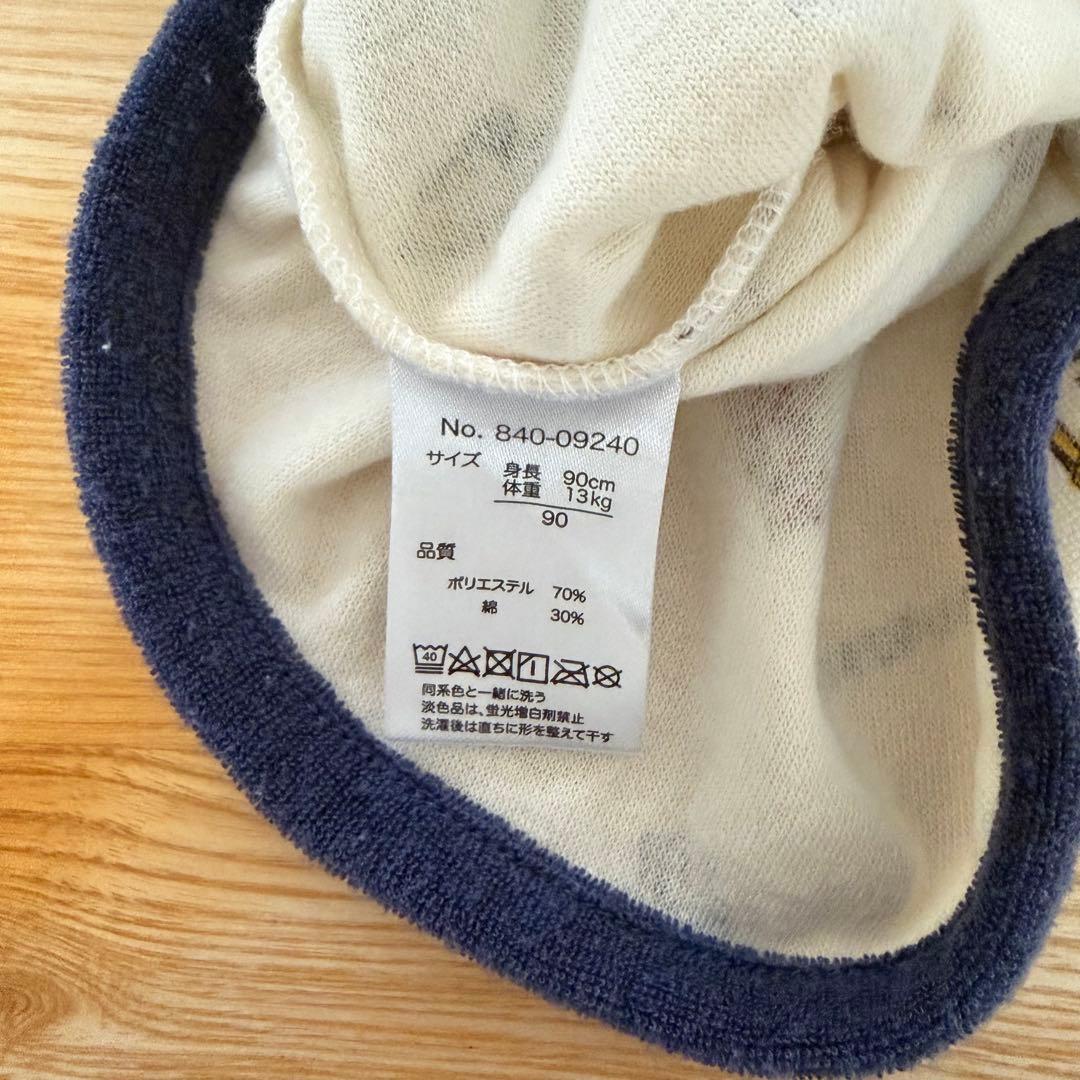 No. 840-09240
サイズ 身長 90cm
体重 13kg
90
品質
ポリエステル 70%
綿 30%
40
同系色と一緒に洗う
淡色品は、蛍光増白剤禁止
洗濯後は直ちに形を整えて干す